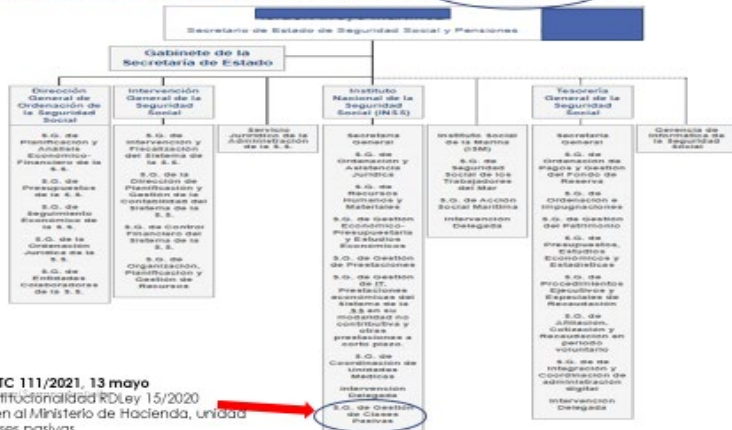 Secretario de Estado de Seguridad Social y Pensiones
Gabinete de la
Secretaría de Estado
Dirección
General de
Ordenación de
la Seguridad
Social
S.G. de
Planificación y
Análisis
Económico-
Financiero de la
S.S.
S.G. de
Presupuestos
de la S.S.
S.G. de
Seguimiento
Económico de
la S.S.
S.G. de la
Ordenación
Jurídica de la
S.S.
S.G. de
Entidades
Colaboradoras
de la S.S.
Intervención
General de la
Seguridad
Social
S.G. de
Intervención y
Fiscalización
del Sistema de
la S.S.
S.G. de la
Dirección de
Planificación y
Gestión de la
Contabilidad del
Sistema de la
S.S.
S.G. de Control
Financiero del
Sistema de la
S.S.
S.G. de
Organización,
Planificación y
Gestión de
Recursos
Servicio
Jurídico de la
Administración
de la S.S.
Instituto
Nacional de la
Seguridad
Social (INSS)
Secretaría
General
S.G. de
Ordenación y
Asistencia
Jurídica
S.G. de
Recursos
Humanos y
Materiales
S.G. de Gestión
Económico-
Presupuestaria
y Estudios
Económicos
S.G. de Gestión
de Prestaciones
S.G. de Gestión
de IT,
Prestaciones
económicas del
sistema de la
SS en su
modalidad no
contributiva y
otras
prestaciones a
corto plazo.
S.G. de
Coordinación de
Unidades
Médicas
Intervención
Delegada
S.G. de Gestión
de Clases
Pasivas
Instituto Social
de la Marina
(ISM)
S.G. de
Seguridad
Social de los
Trabajadores
del Mar
S.G. de Acción
Social Marítima
Intervención
Delegada
Tesorería
General de la
Seguridad
Social
Secretaría
General
S.G. de
Ordenación de
Pagos y Gestión
del Fondo de
Reserva
S.G. de
Ordenación e
Impugnaciones
S.G. de Gestión
del Patrimonio
S.G. de
Presupuestos,
Estudios
Económicos y
Estadísticas
S.G. de
Procedimientos
Ejecutivos y
Especiales de
Recaudación
S.G. de
Afiliación,
Cotización y
Recaudación en
periodo
voluntario
S.G. de de
Integración y
Coordinación de
administración
digital
Intervención
Delegada
Gerencia de
Informática de
la Seguridad
Social
TC 111/2021, 13 mayo
titucionalidad RDLey 15/2020
en al Ministerio de Hacienda, unidad
ses pasivas